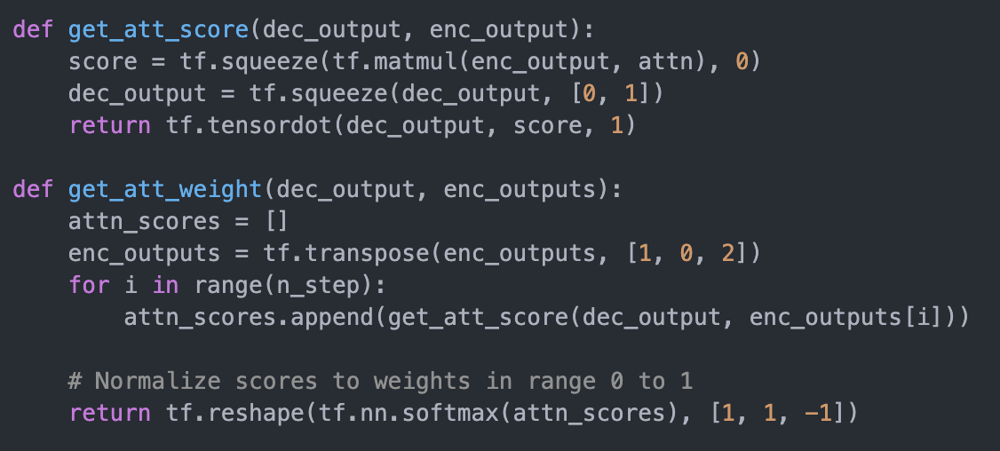 def get_att_score(dec_output, enc_output):
    score = tf.squeeze(tf.matmul(enc_output, attn), 0)
    dec_output = tf.squeeze(dec_output, [0, 1])
    return tf.tensordot(dec_output, score, 1)

def get_att_weight(dec_output, enc_outputs):
    attn_scores = []
    enc_outputs = tf.transpose(enc_outputs, [1, 0, 2])
    for i in range(n_step):
        attn_scores.append(get_att_score(dec_output, enc_outputs[i]))

    # Normalize scores to weights in range 0 to 1
    return tf.reshape(tf.nn.softmax(attn_scores), [1, 1, -1])